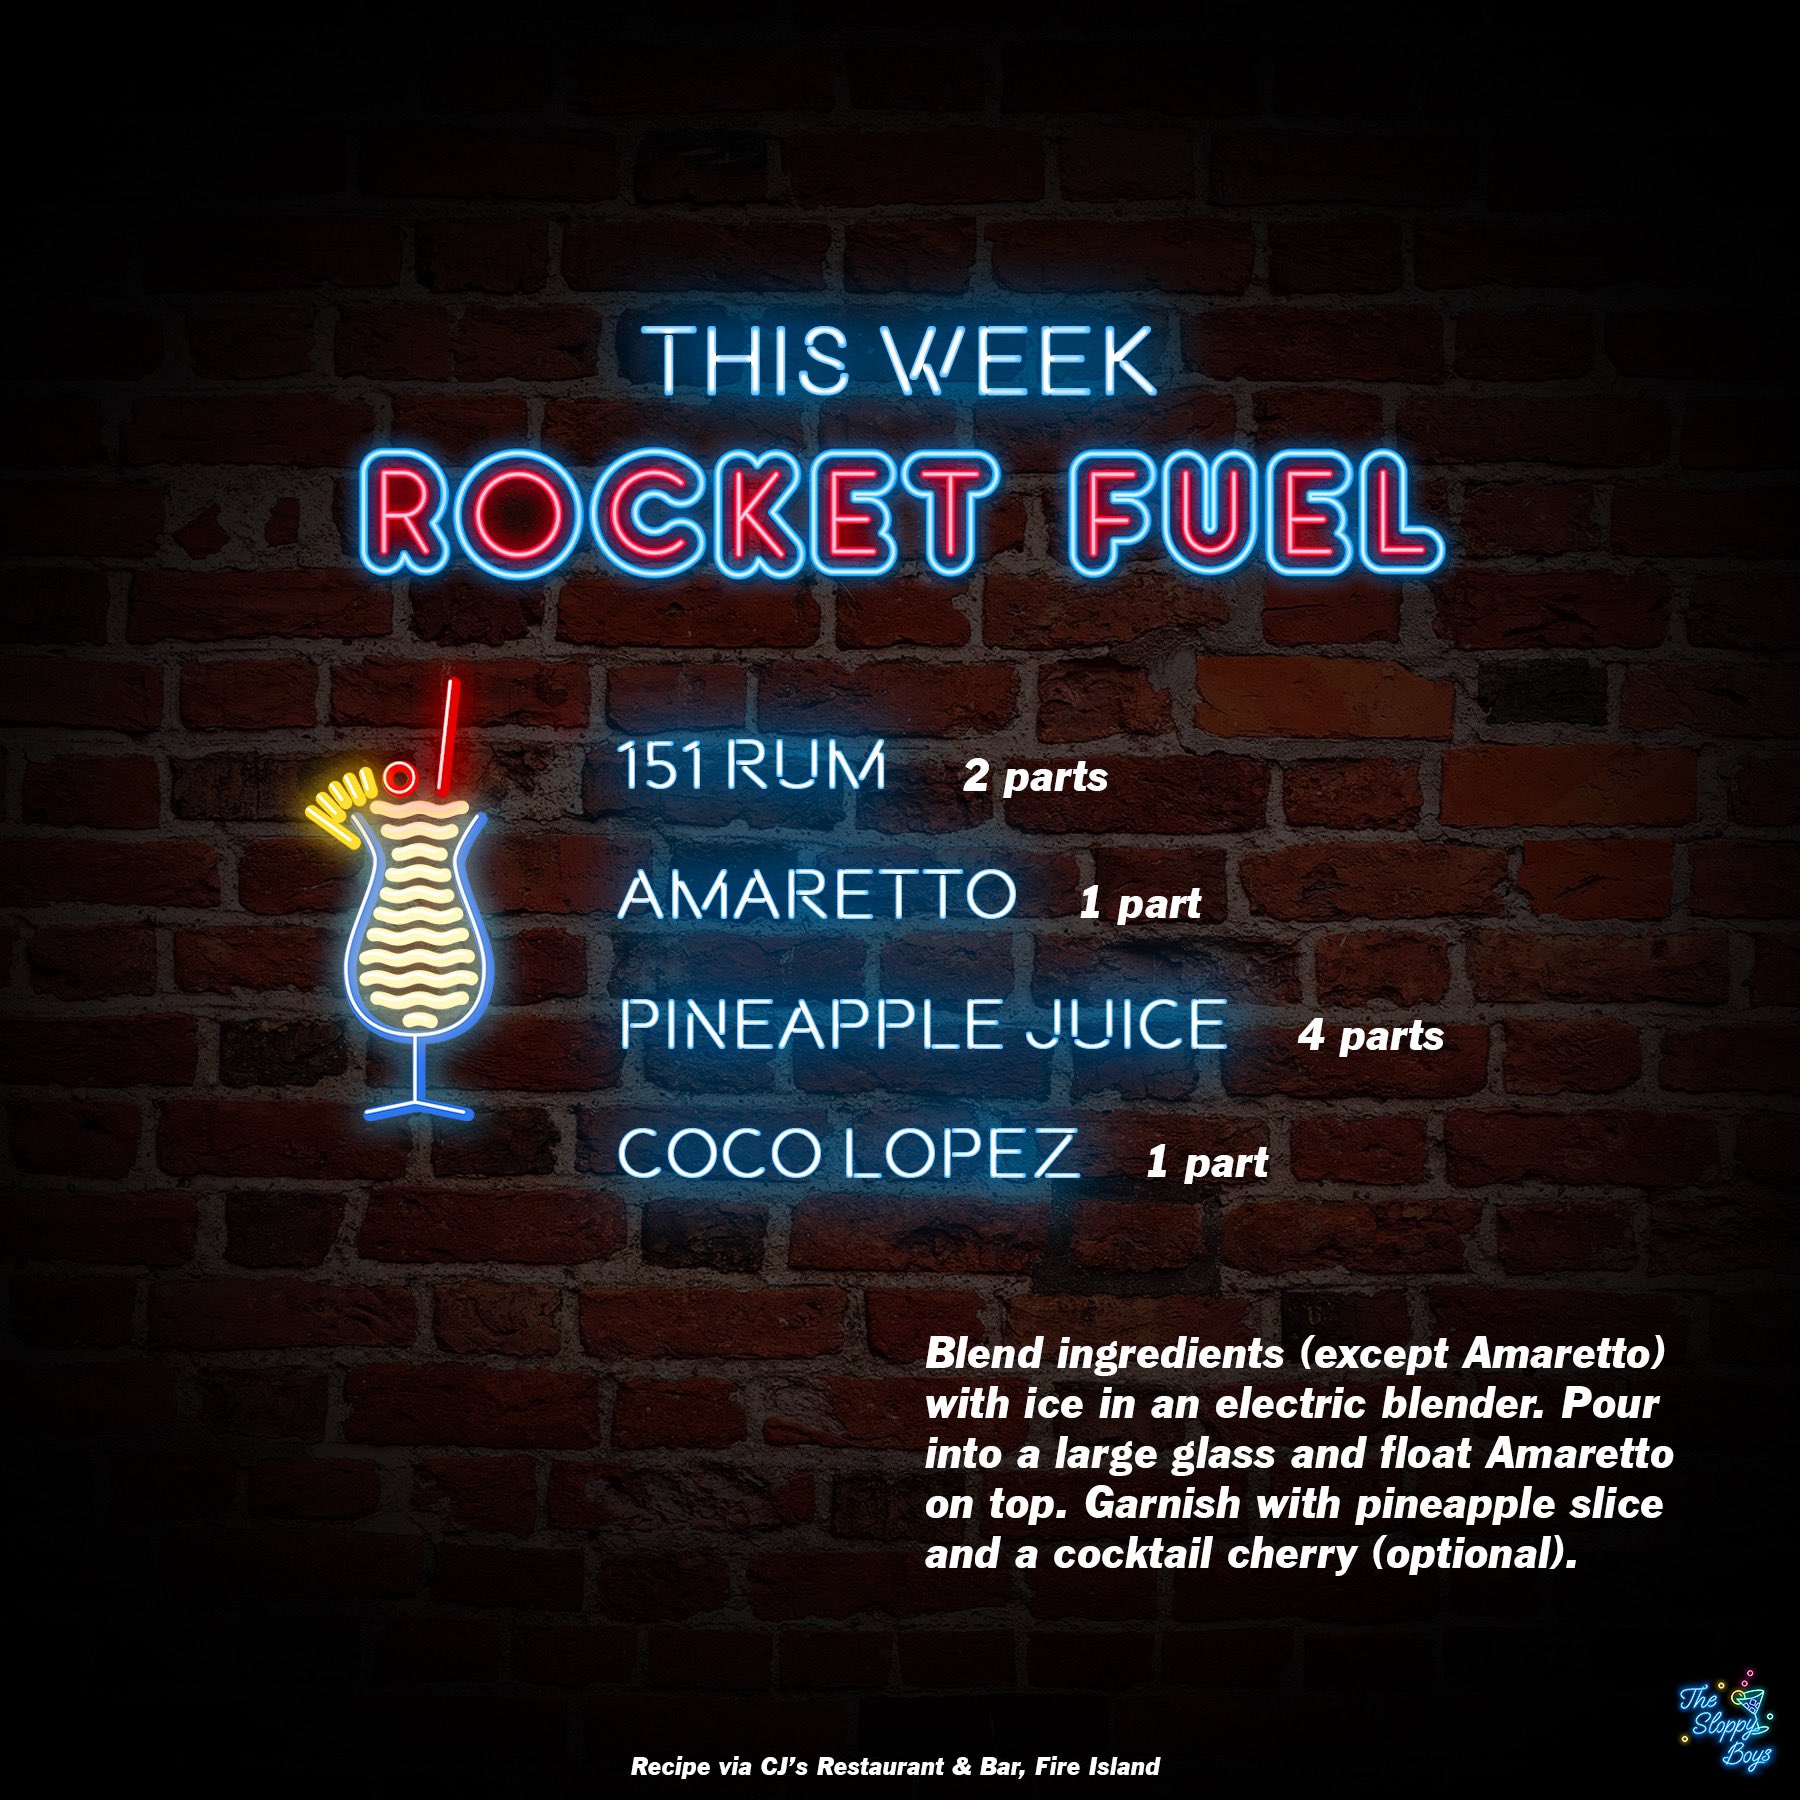 THIS WEEK
ROCKET FUEL
151 RUM 2 parts
AMARETTO 1 part
PINEAPPLE JUICE 4 parts
COCO LOPEZ 1 part
Blend ingredients (except Amaretto)
with ice in an electric blender. Pour
into a large glass and float Amaretto
on top. Garnish with pineapple slice
and a cocktail cherry (optional).
The
Sloppy
Boys
Recipe via CJ’s Restaurant & Bar, Fire Island